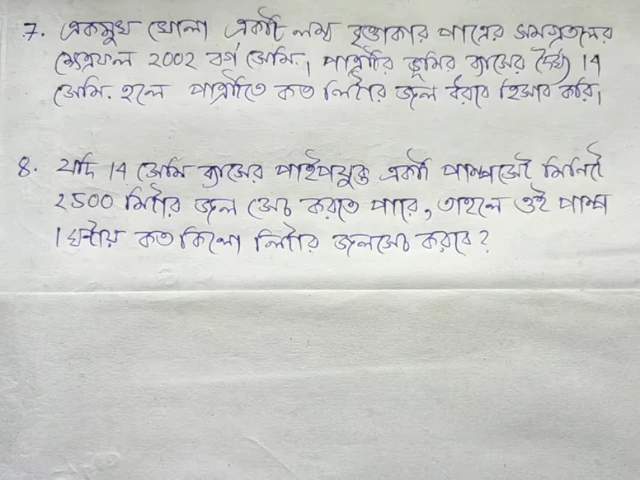 7. একমুখ খোলা একটি লম্ব বৃত্তাকার পাত্রের সমগ্রতলের
ক্ষেত্রফল 2002 বর্গ সেমি., পাত্রটির ভূমির ব্যাসের দৈর্ঘ্য 14
সেমি. হলে পাত্রটিতে কত লিটার জল ধরবে হিসাব করি।
8. যদি 14 সেমি ব্যাসের পাইপযুক্ত একটি পাম্পসেট মিনিটে
2500 মিটার জল সেচ করতে পারে, তাহলে ওই পাম্প
1 ঘন্টায় কত কিলো লিটার জলসেচ করবে?